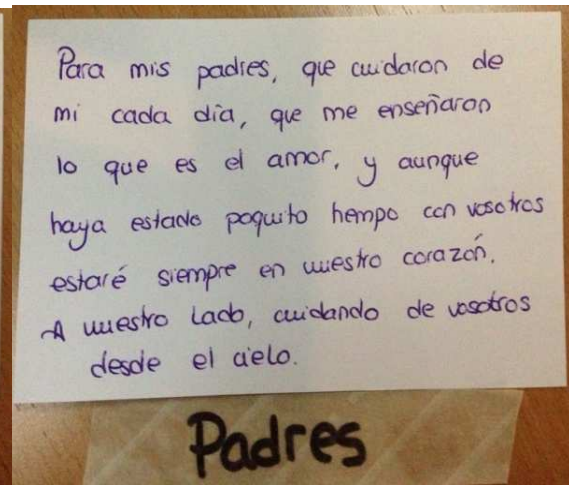 Para mis padres, que cuidaron de
mi cada día, que me enseñaron
lo que es el amor, y aunque
haya estado poquito tiempo con vosotros
estaré siempre en vuestro corazón.
A vuestro lado, cuidando de vosotros
desde el cielo.
Padres